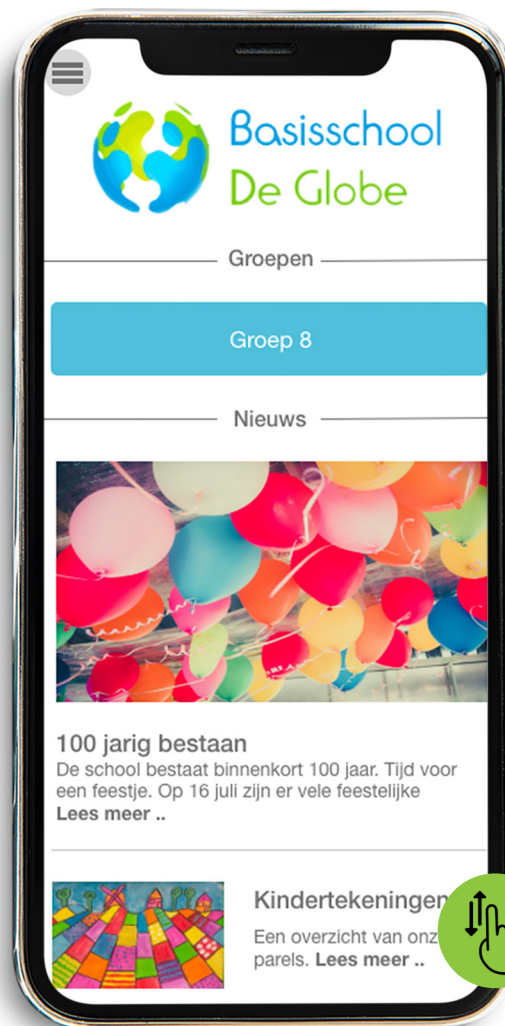 Basisschool
De Globe
Groepen
Groep 8
Nieuws
100 jarig bestaan
De school bestaat binnenkort 100 jaar. Tijd voor
een feestje. Op 16 juli zijn er vele feestelijke
Lees meer ..
Kindertekeningen
Een overzicht van
parels. Lees meer ..